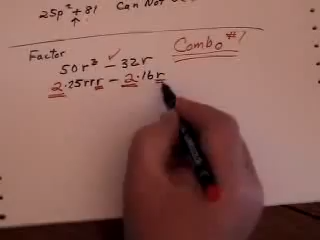 25p² + 81 Can Not
Combo #1
Factor
50r³ - 32r
2·25rrr - 2·16r